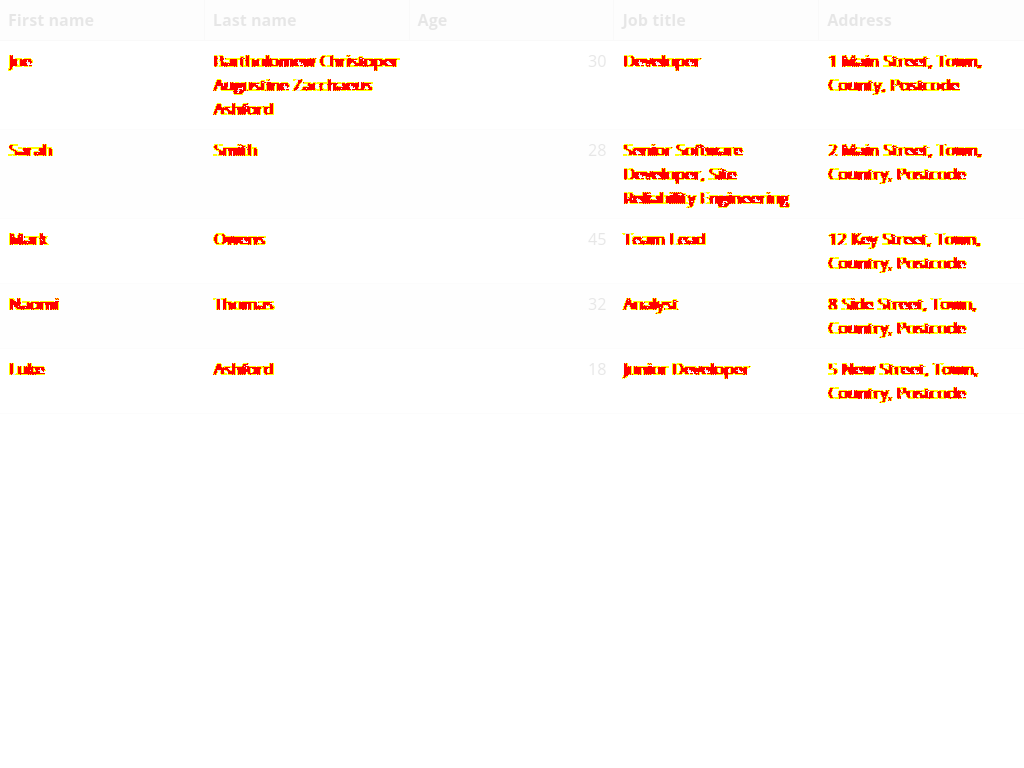 First name Last name Age Job title Address
Joe Bartholomew Christoper 30 Developer 1 Main Street, Town,
Augustine Zacchaeus County, Postcode
Ashford
Sarah Smith 28 Senior Software 2 Main Street, Town,
Developer, Site Country, Postcode
Reliability Engineering
Mark Owens 45 Team Lead 12 Key Street, Town,
Country, Postcode
Naomi Thomas 32 Analyst 8 Side Street, Town,
Country, Postcode
Luke Ashford 18 Junior Developer 5 New Street, Town,
Country, Postcode